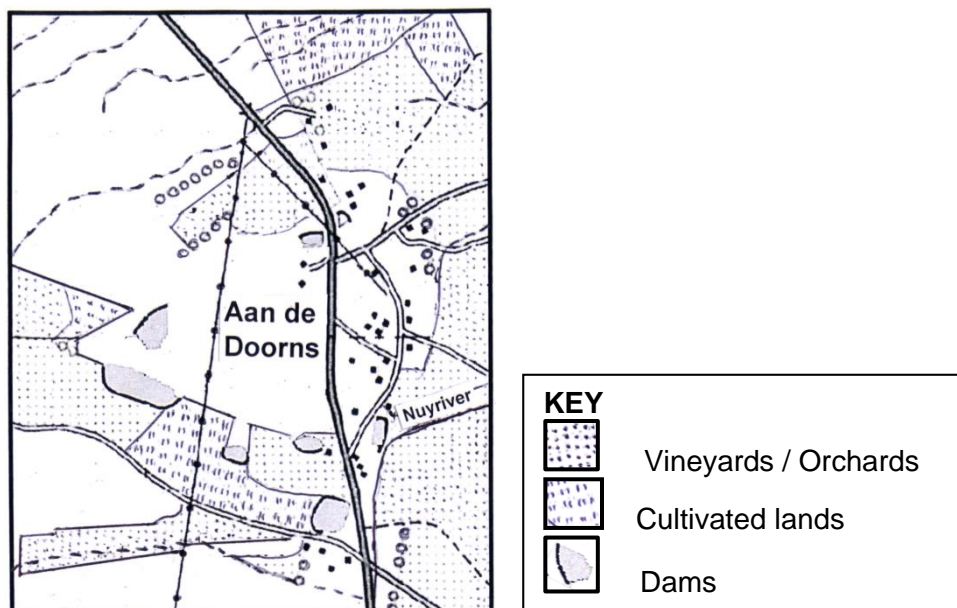 Aan de
Doorns
Nuyriver
KEY
Vineyards / Orchards
Cultivated lands
Dams